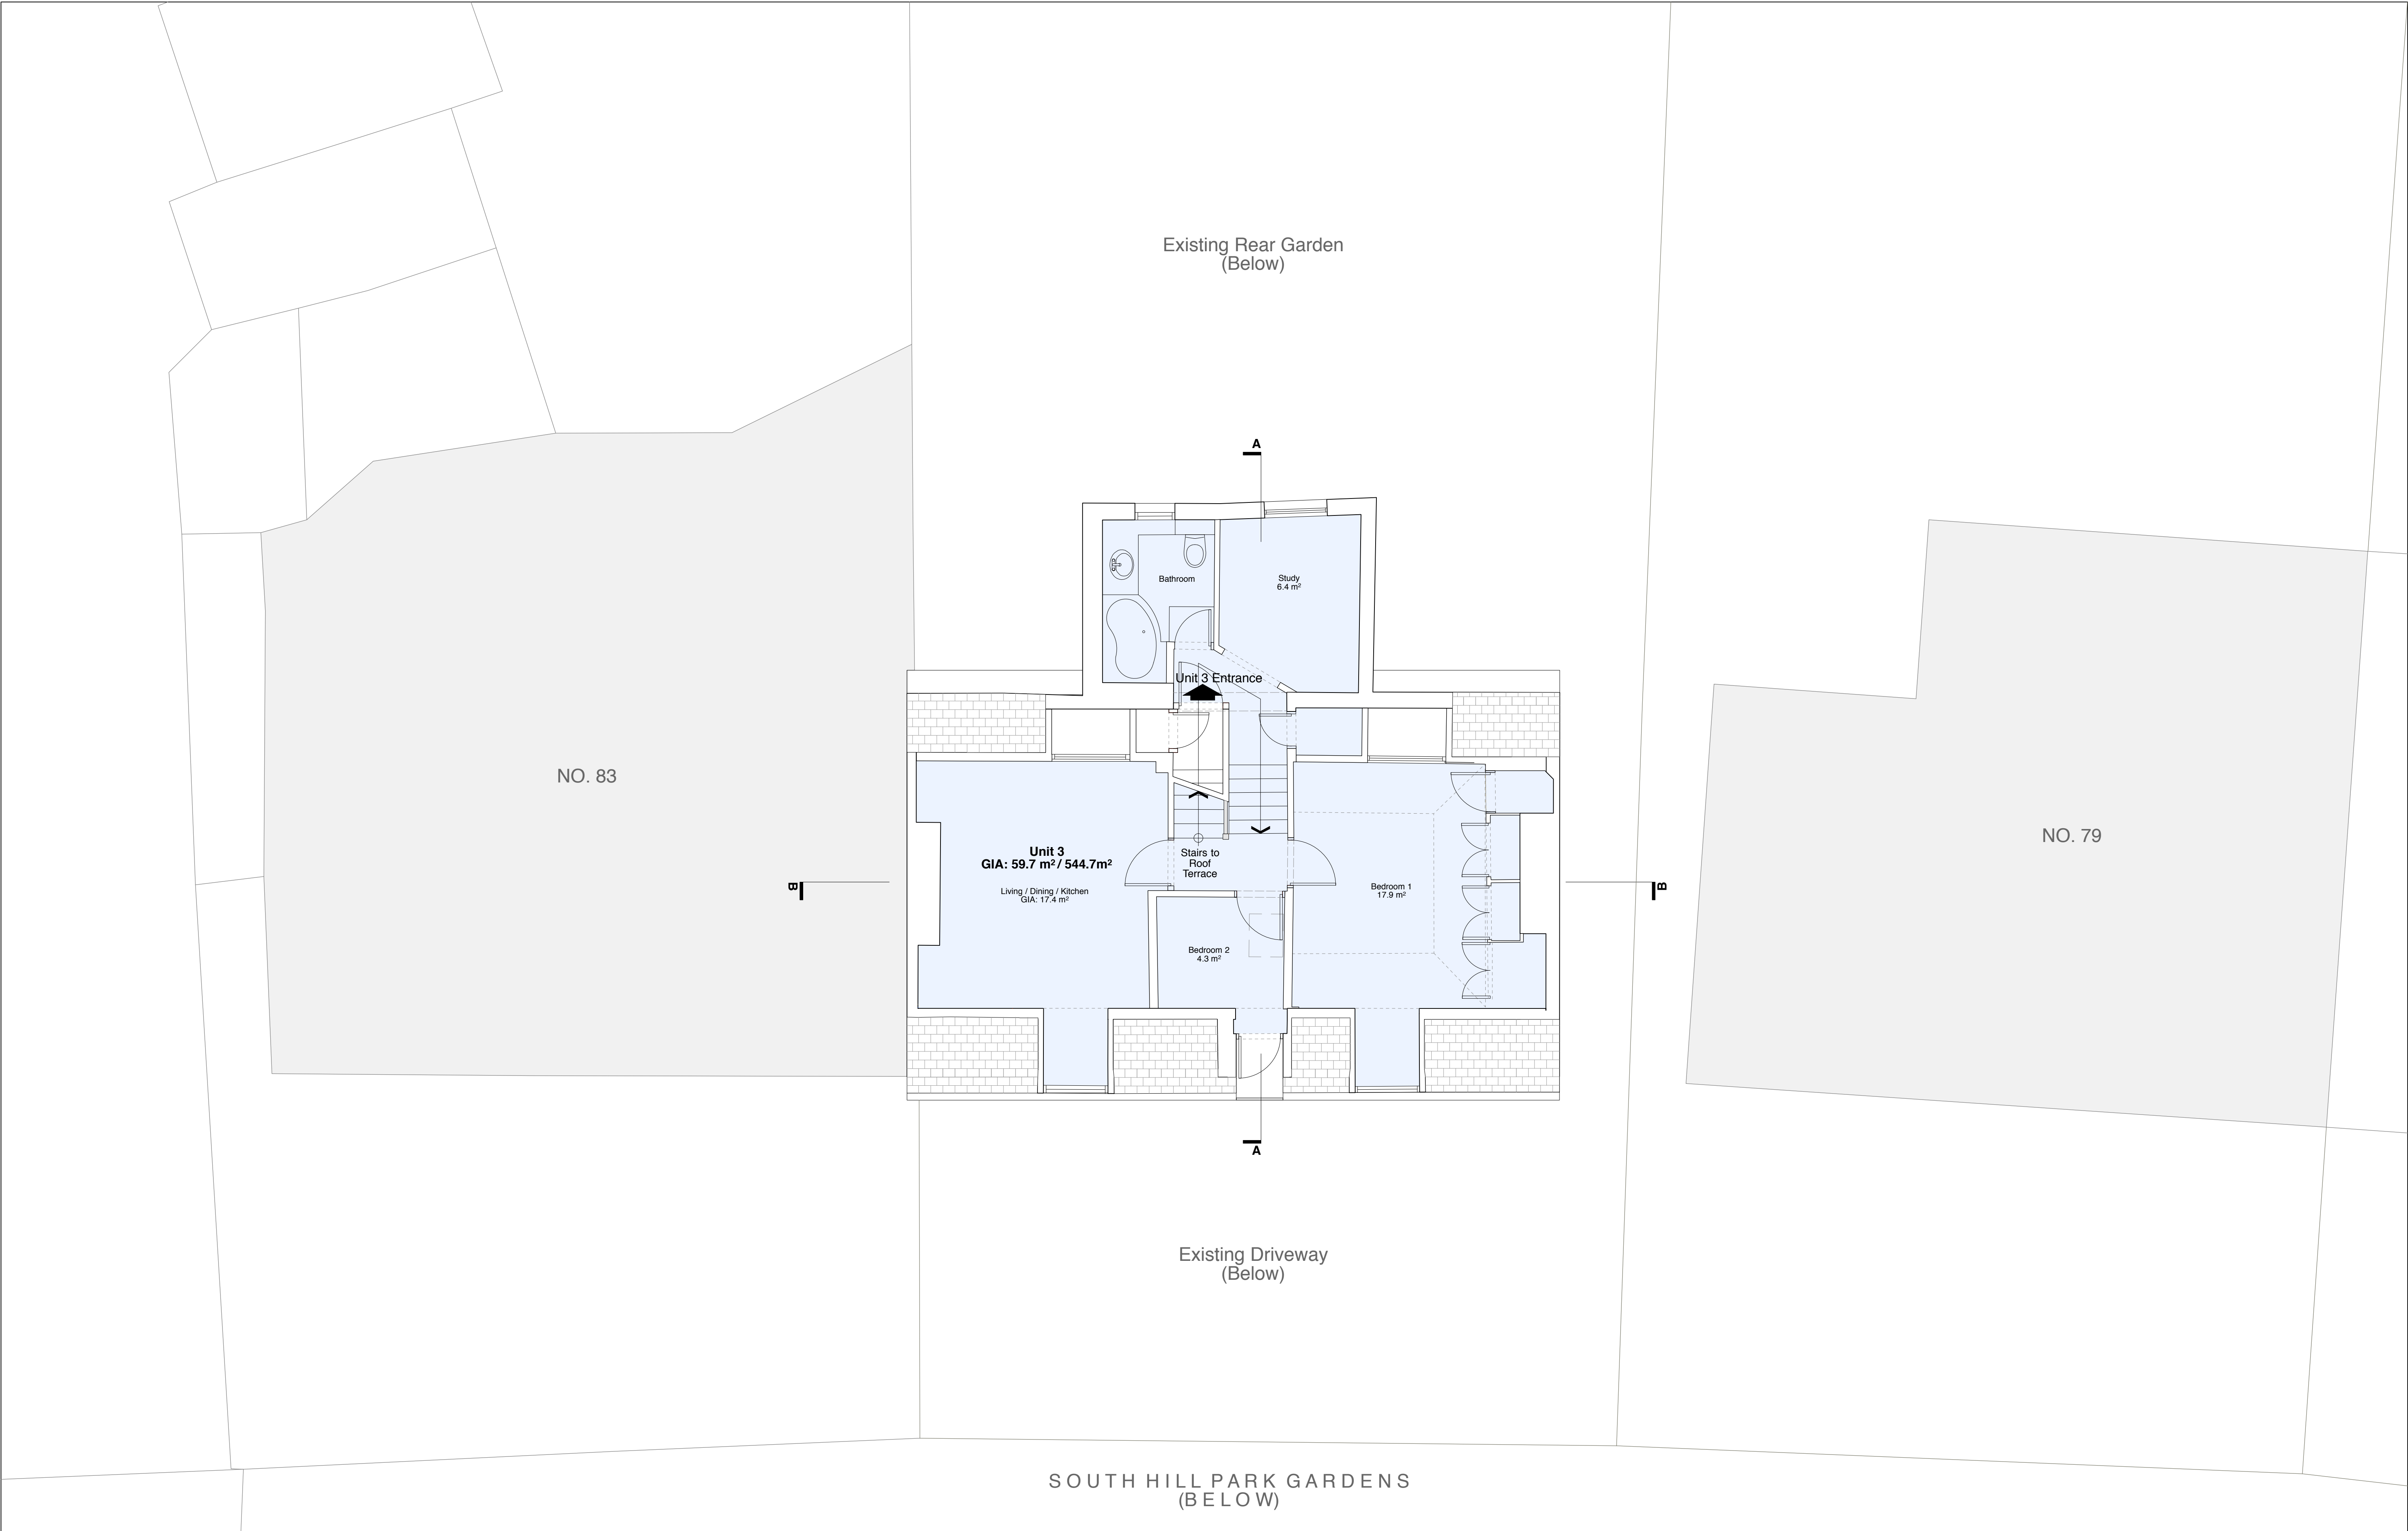 Existing Rear Garden
(Below)
A
Bathroom
Study
6.4 m²
Unit 3 Entrance
NO. 83
NO. 79
Unit 3
GIA: 59.7 m² / 544.7m²
Living / Dining / Kitchen
GIA: 17.4 m²
Stairs to
Roof
Terrace
B
Bedroom 1
17.9 m²
B
Bedroom 2
4.3 m²
A
Existing Driveway
(Below)
SOUTH HILL PARK GARDENS
(BELOW)